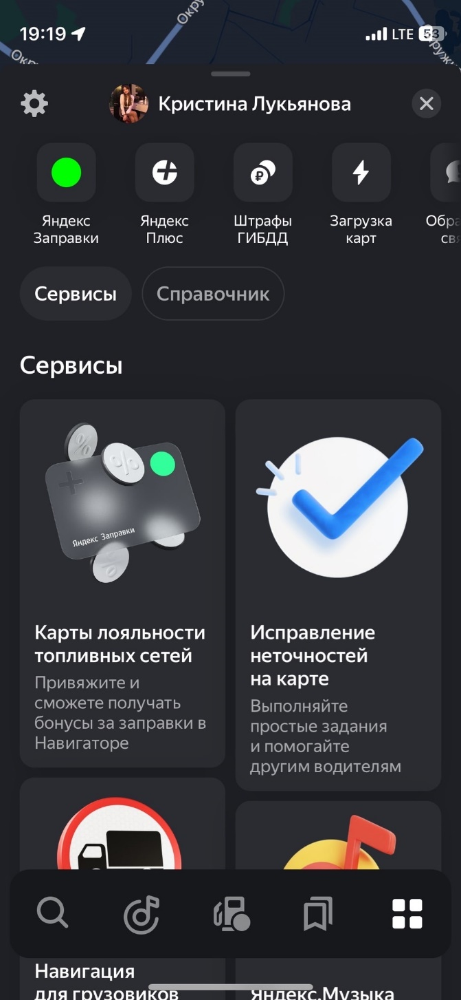 Окру
19:19
LTE 53
Окр
ружн
Кристина Лукьянова
Яндекс
Заправки
Яндекс
Плюс
Штрафы
ГИБДД
Загрузка
карт
Обра
свя
Сервисы
Справочник
Сервисы
Яндекс Заправки
Карты лояльности
топливных сетей
Привяжите и
сможете получать
бонусы за заправки в
Навигаторе
Исправление
неточностей
на карте
Выполняйте
простые задания
и помогайте
другим водителям
Навигация
для грузовиков
Яндекс.Музыка